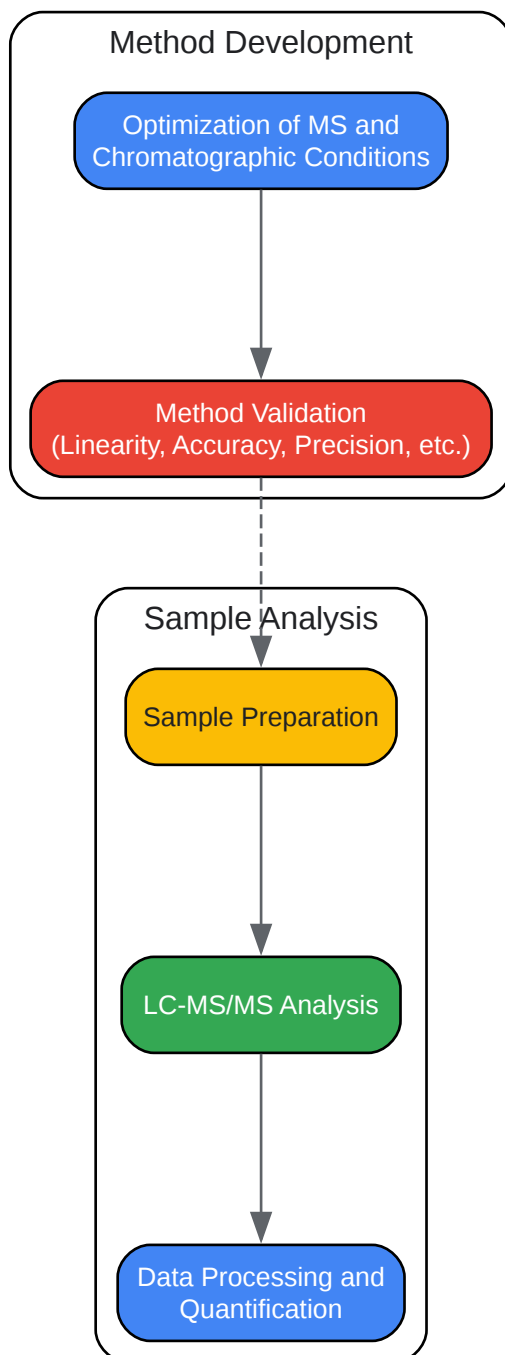 Method Development
Optimization of MS and
Chromatographic Conditions
Method Validation
(Linearity, Accuracy, Precision, etc.)
Sample Analysis
Sample Preparation
LC-MS/MS Analysis
Data Processing and
Quantification